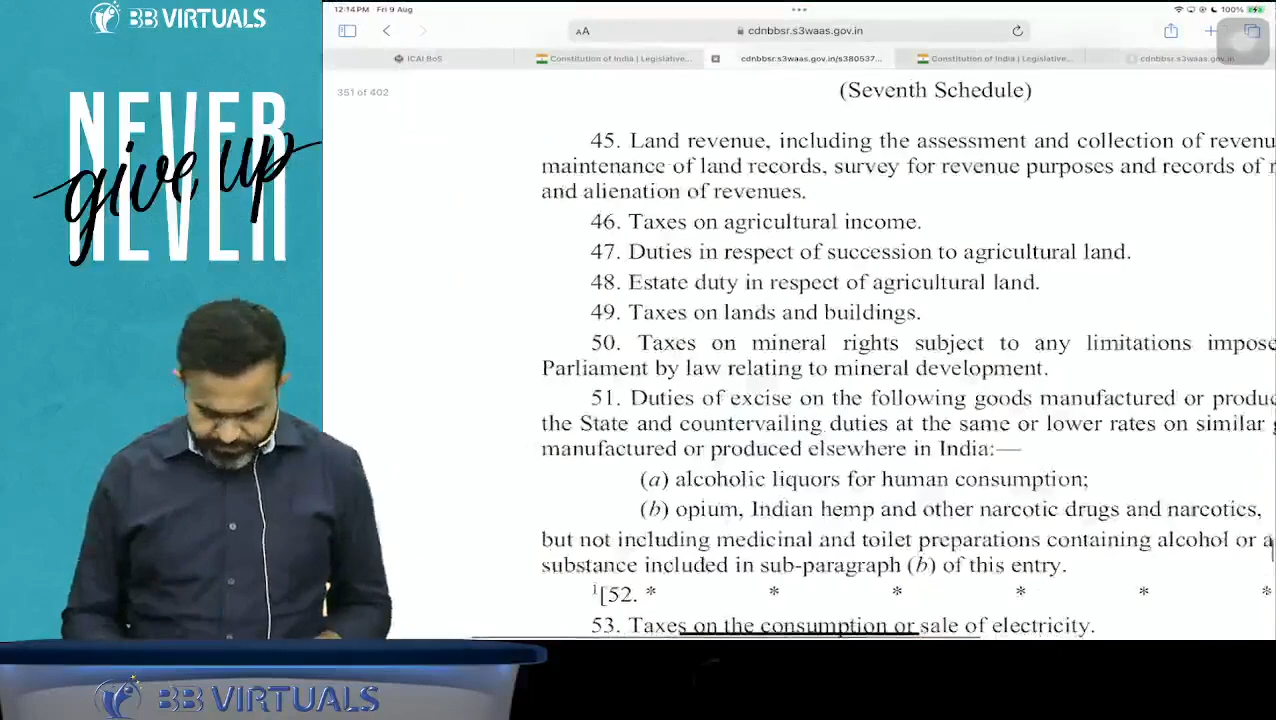 BB VIRTUALS
NEVER
give up
NEVER
12:14 PM Fri 9 Aug
100%
AA
cdnbbsr.s3waas.gov.in
ICAI BoS
Constitution of India | Legislative...
cdnbbsr.s3waas.gov.in/s380537...
Constitution of India | Legislative...
cdnbbsr.s3waas.gov.in
351 of 402
(Seventh Schedule)
45. Land revenue, including the assessment and collection of revenu
maintenance of land records, survey for revenue purposes and records of r
and alienation of revenues.
46. Taxes on agricultural income.
47. Duties in respect of succession to agricultural land.
48. Estate duty in respect of agricultural land.
49. Taxes on lands and buildings.
50. Taxes on mineral rights subject to any limitations impose
Parliament by law relating to mineral development.
51. Duties of excise on the following goods manufactured or produc
the State and countervailing duties at the same or lower rates on similar g
manufactured or produced elsewhere in India:—
(a) alcoholic liquors for human consumption;
(b) opium, Indian hemp and other narcotic drugs and narcotics,
but not including medicinal and toilet preparations containing alcohol or a
substance included in sub-paragraph (b) of this entry.
1[52. * * * * * *
53. Taxes on the consumption or sale of electricity.
BB VIRTUALS